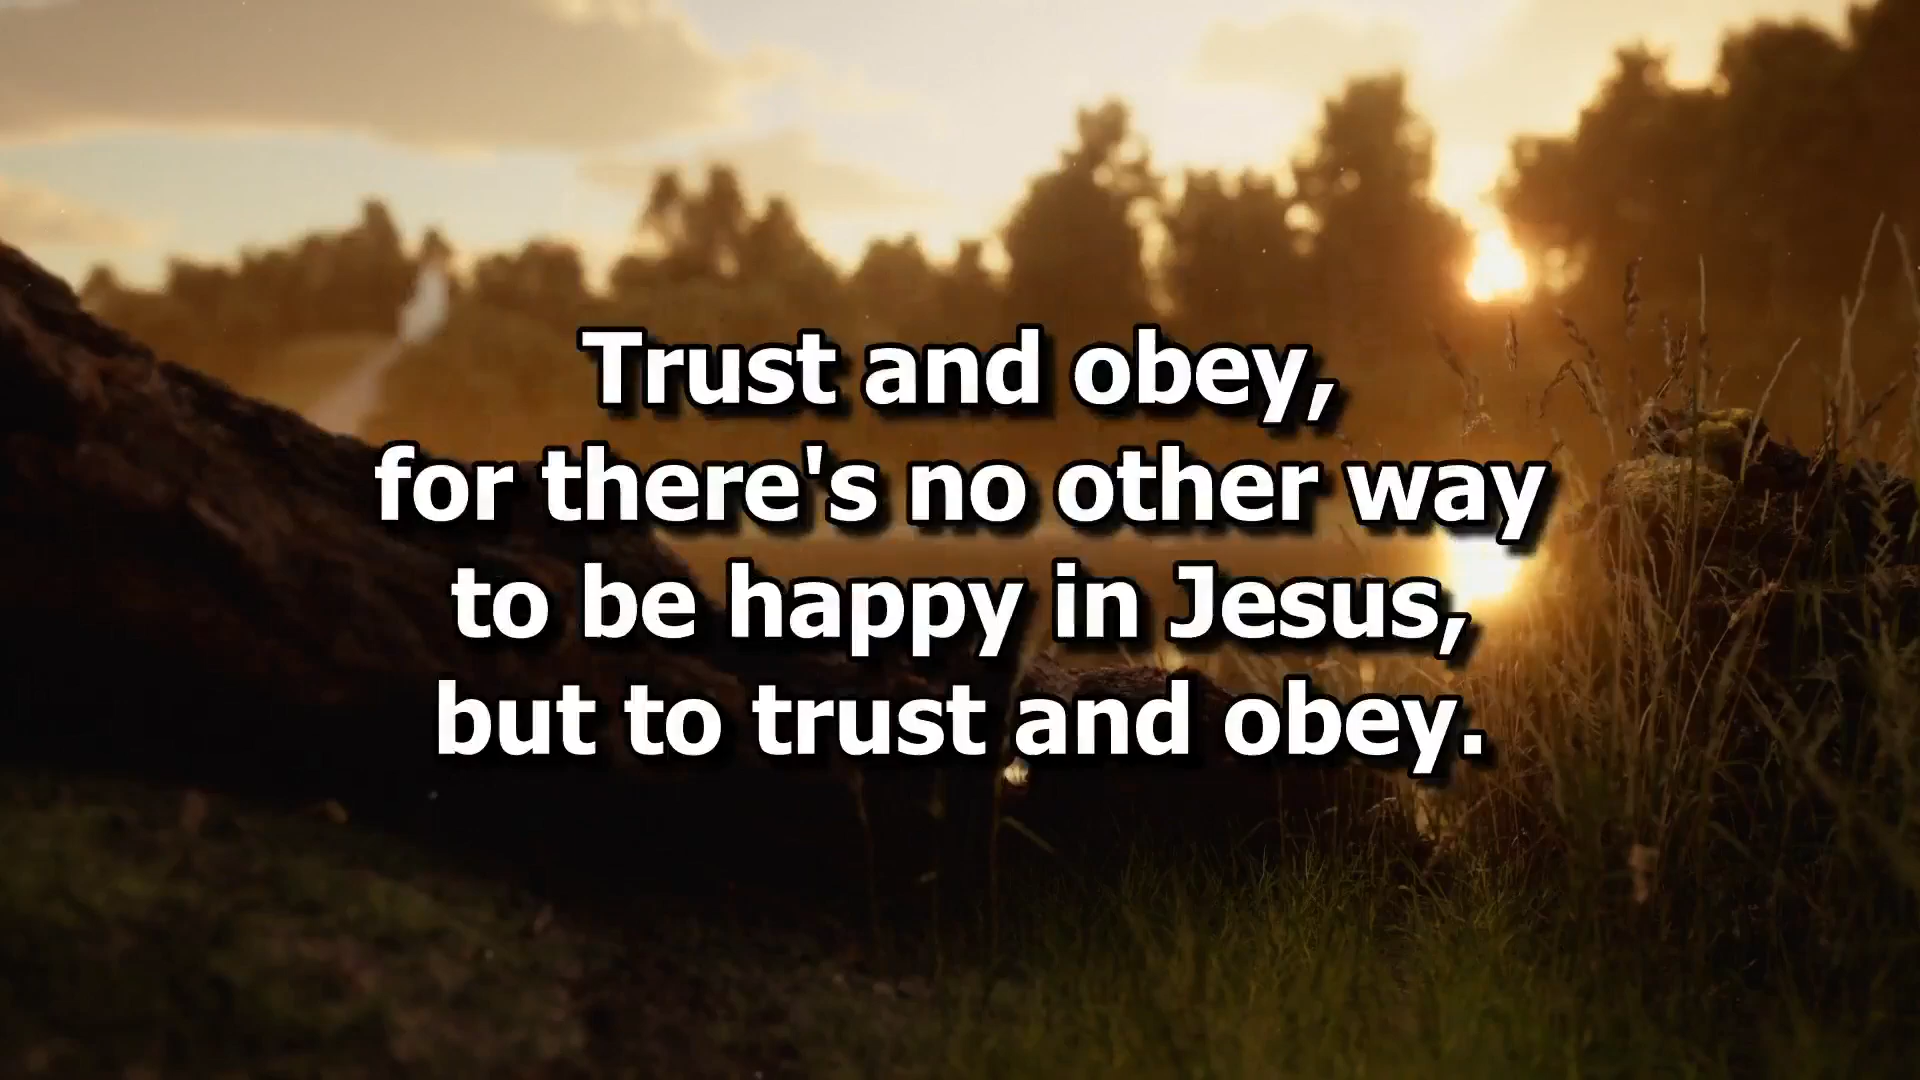 Trust and obey,
for there's no other way
to be happy in Jesus,
but to trust and obey.